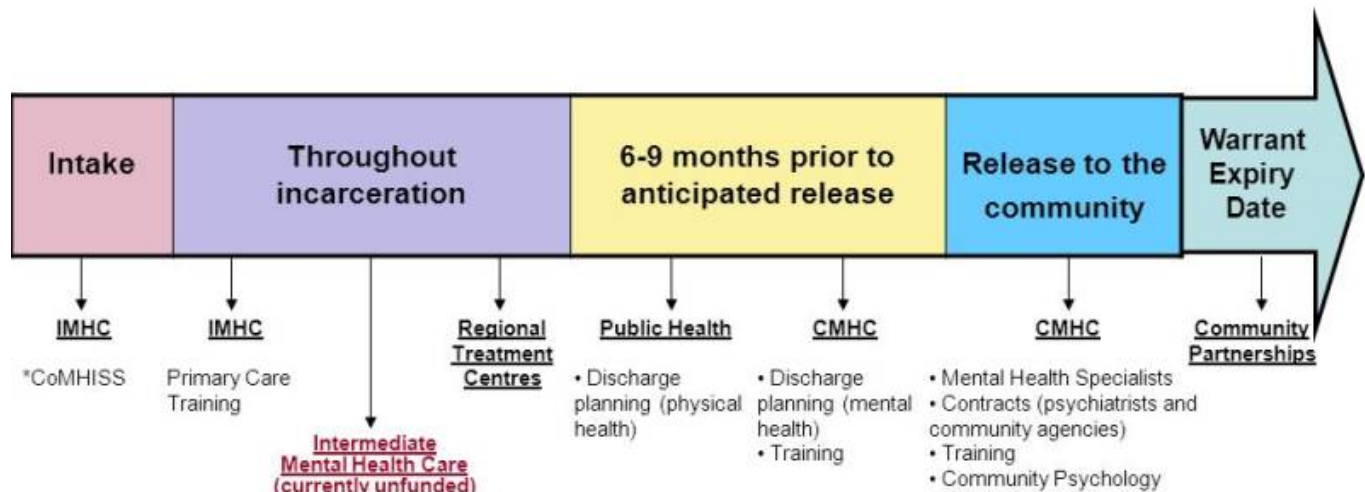 Intake
Throughout
incarceration
6-9 months prior to
anticipated release
Release to the
community
Warrant
Expiry
Date
IMHC
*CoMHISS
IMHC
Primary Care
Training
Intermediate
Mental Health Care
(currently unfunded)
Regional
Treatment
Centres
Public Health
• Discharge
planning (physical
health)
CMHC
• Discharge
planning (mental
health)
• Training
CMHC
• Mental Health Specialists
• Contracts (psychiatrists and
community agencies)
• Training
• Community Psychology
Community
Partnerships